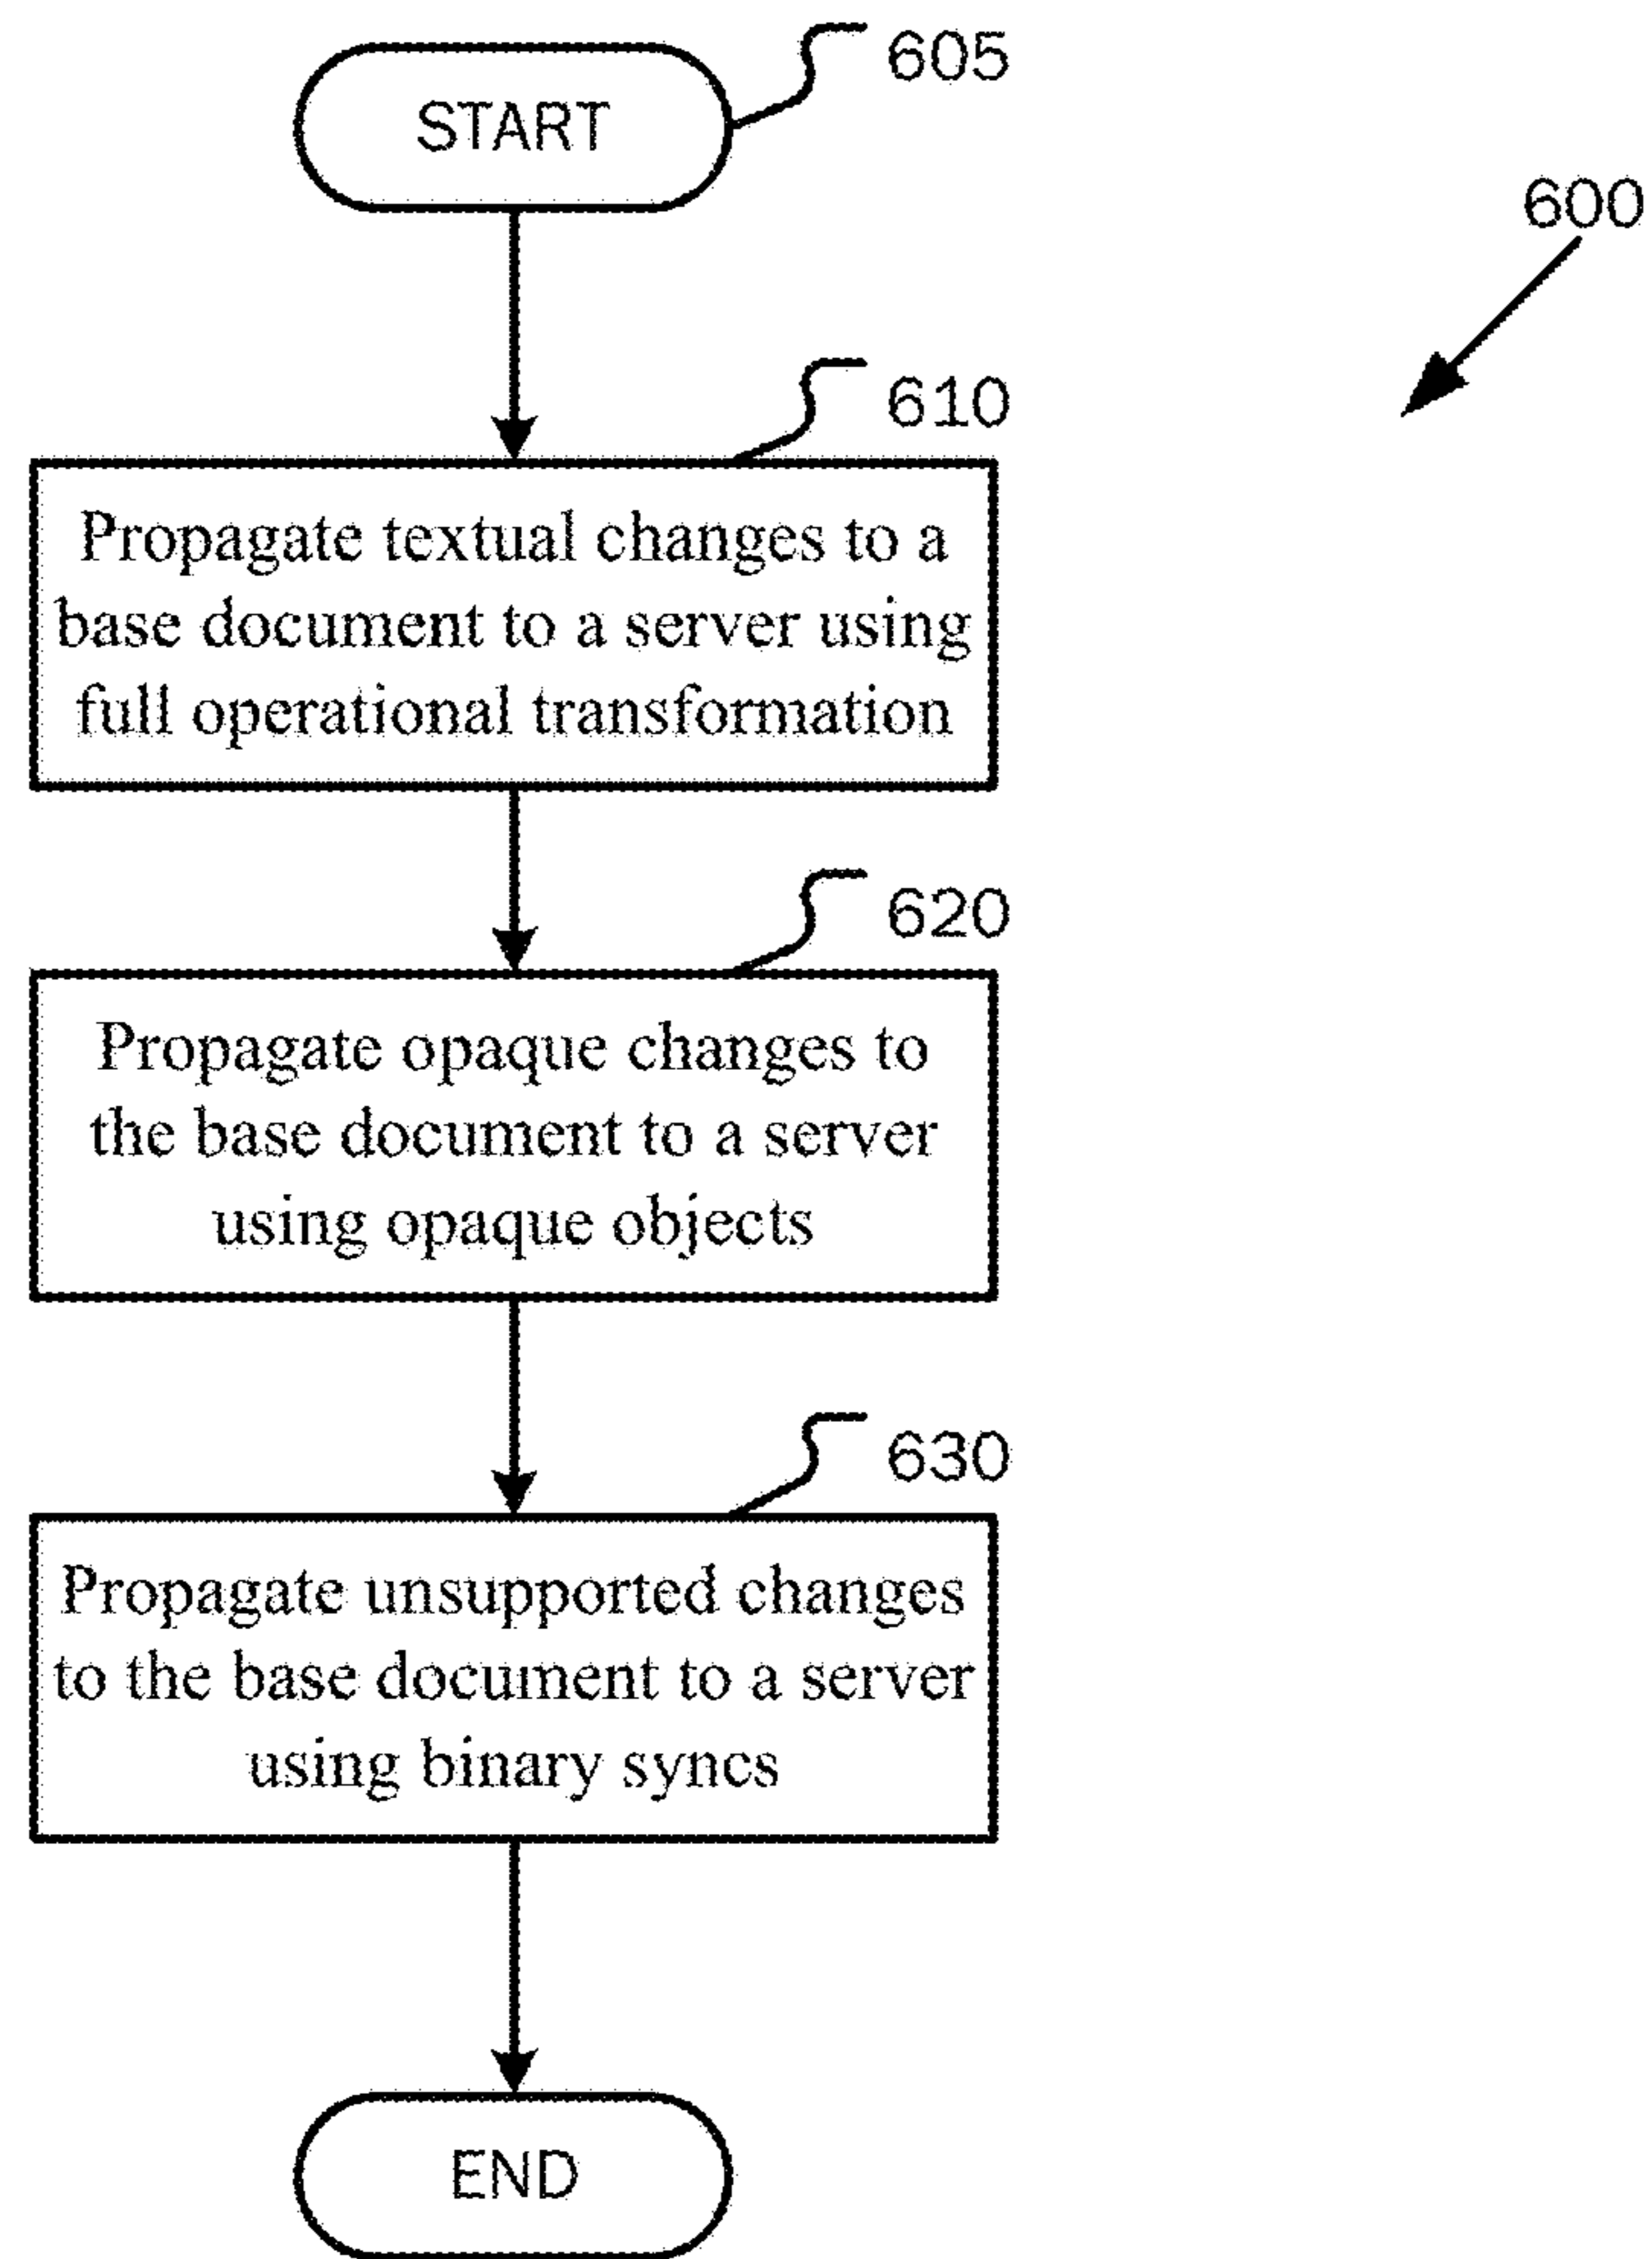 605
START
600
610
Propagate textual changes to a
base document to a server using
full operational transformation
620
Propagate opaque changes to
the base document to a server
using opaque objects
630
Propagate unsupported changes
to the base document to a server
using binary syncs
END